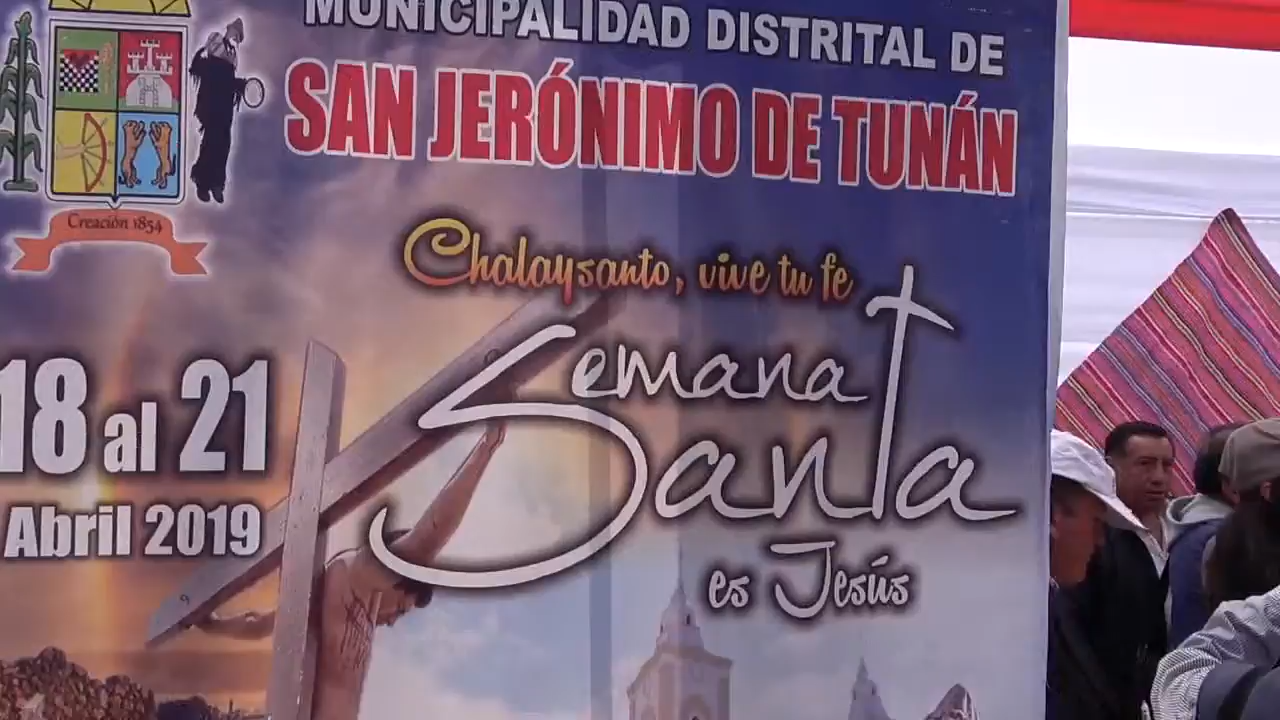 MUNICIPALIDAD DISTRITAL DE
SAN JERÓNIMO DE TUNÁN
Creación 1854
Chalaysanto, vive tu fe
Semana
Santa
es Jesús
18 al 21
Abril 2019